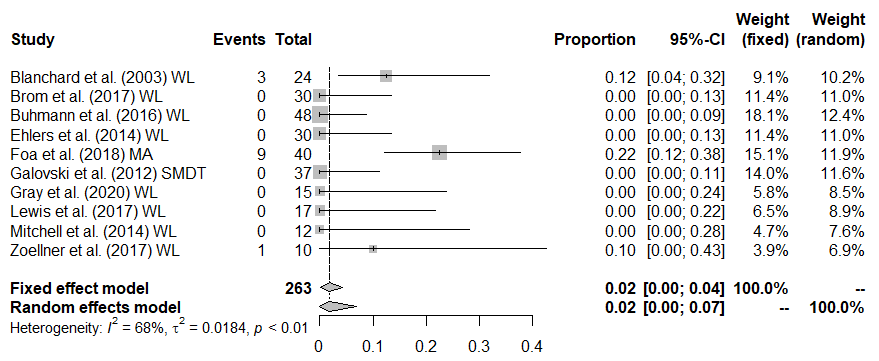 Weight Weight
Study Events Total Proportion 95%-CI (fixed) (random)
Blanchard et al. (2003) WL 3 24 0.12 [0.04; 0.32] 9.1% 10.2%
Brom et al. (2017) WL 0 30 0.00 [0.00; 0.13] 11.4% 11.0%
Buhmann et al. (2016) WL 0 48 0.00 [0.00; 0.09] 18.1% 12.4%
Ehlers et al. (2014) WL 0 30 0.00 [0.00; 0.13] 11.4% 11.0%
Foa et al. (2018) MA 9 40 0.22 [0.12; 0.38] 15.1% 11.9%
Galovski et al. (2012) SMDT 0 37 0.00 [0.00; 0.11] 14.0% 11.6%
Gray et al. (2020) WL 0 15 0.00 [0.00; 0.24] 5.8% 8.5%
Lewis et al. (2017) WL 0 17 0.00 [0.00; 0.22] 6.5% 8.9%
Mitchell et al. (2014) WL 0 12 0.00 [0.00; 0.28] 4.7% 7.6%
Zoellner et al. (2017) WL 1 10 0.10 [0.00; 0.43] 3.9% 6.9%
Fixed effect model 263 0.02 [0.00; 0.04] 100.0% --
Random effects model 0.02 [0.00; 0.07] -- 100.0%
Heterogeneity: I² = 68%, τ² = 0.0184, p < 0.01
0 0.1 0.2 0.3 0.4